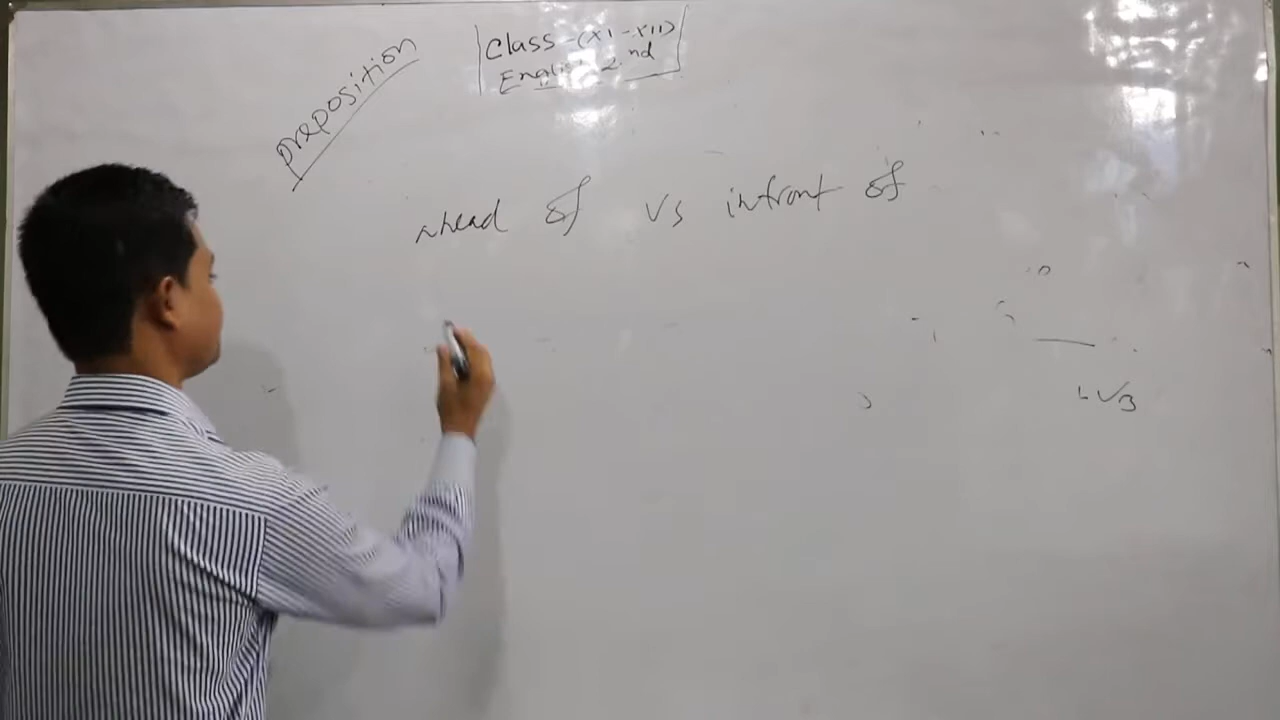 preposition
Class-(XI-XII)
English 2nd
ahead of vs infront of